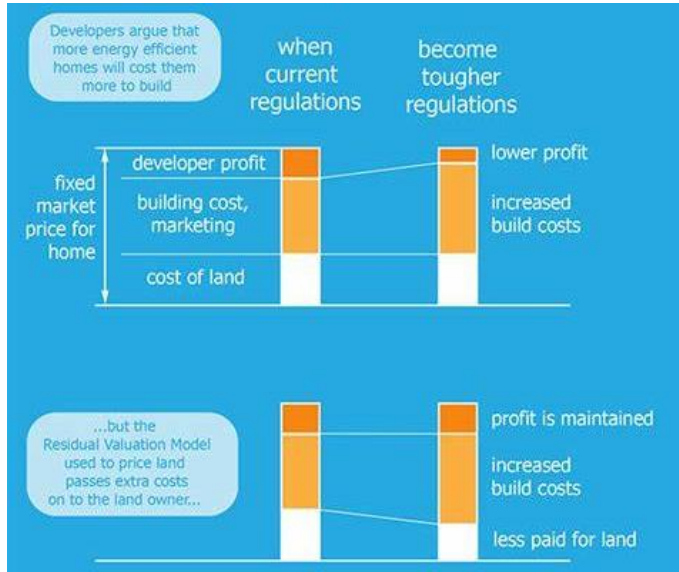 Developers argue that
more energy efficient
homes will cost them
more to build
when
current
regulations
become
tougher
regulations
fixed
market
price for
home
developer profit
building cost,
marketing
cost of land
lower profit
increased
build costs
...but the
Residual Valuation Model
used to price land
passes extra costs
on to the land owner...
profit is maintained
increased
build costs
less paid for land